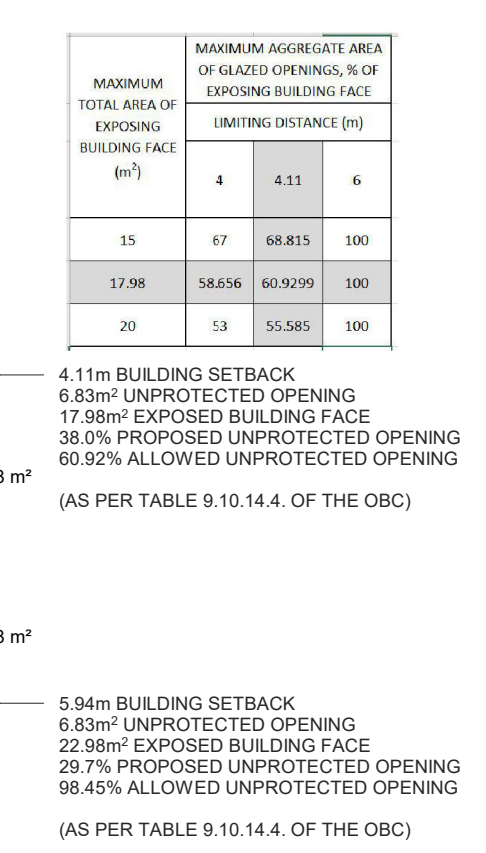 MAXIMUM TOTAL AREA OF EXPOSING BUILDING FACE (m²)
MAXIMUM AGGREGATE AREA OF GLAZED OPENINGS, % OF EXPOSING BUILDING FACE
LIMITING DISTANCE (m)
4 4.11 6
15 67 68.815 100
17.98 58.656 60.9299 100
20 53 55.585 100
4.11m BUILDING SETBACK
6.83m² UNPROTECTED OPENING
17.98m² EXPOSED BUILDING FACE
38.0% PROPOSED UNPROTECTED OPENING
60.92% ALLOWED UNPROTECTED OPENING
m²
(AS PER TABLE 9.10.14.4. OF THE OBC)
m²
5.94m BUILDING SETBACK
6.83m² UNPROTECTED OPENING
22.98m² EXPOSED BUILDING FACE
29.7% PROPOSED UNPROTECTED OPENING
98.45% ALLOWED UNPROTECTED OPENING
(AS PER TABLE 9.10.14.4. OF THE OBC)